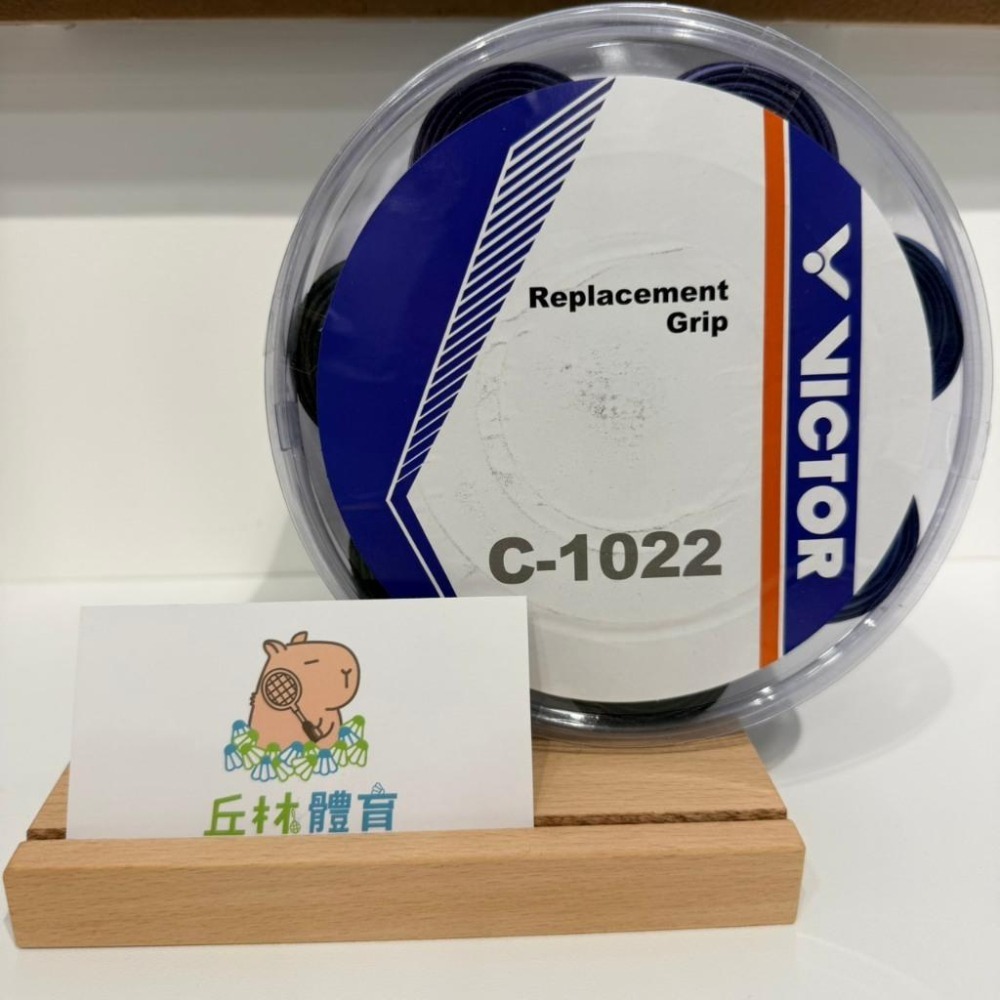 Replacement
Grip
C-1022
VICTOR
丘林體育